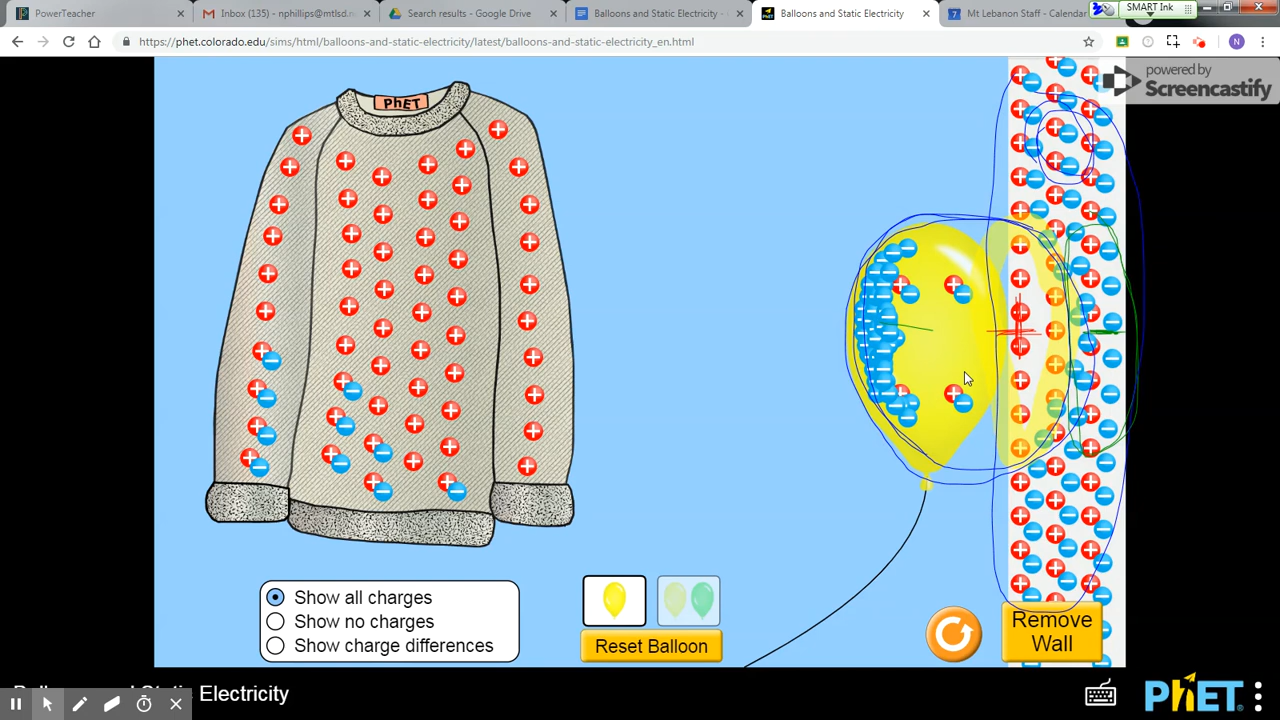 PowerTeacher
Inbox (135) - nphillips@mtlsd.n
Search results - Google Drive
Balloons and Static Electricity -
Balloons and Static Electricity
7 Mt Lebanon Staff - Calendar
SMART Ink
https://phet.colorado.edu/sims/html/balloons-and-static-electricity/latest/balloons-and-static-electricity_en.html
N
powered by
Screencastify
PhET
Show all charges
Show no charges
Show charge differences
Reset Balloon
Remove
Wall
Static Electricity
PhET